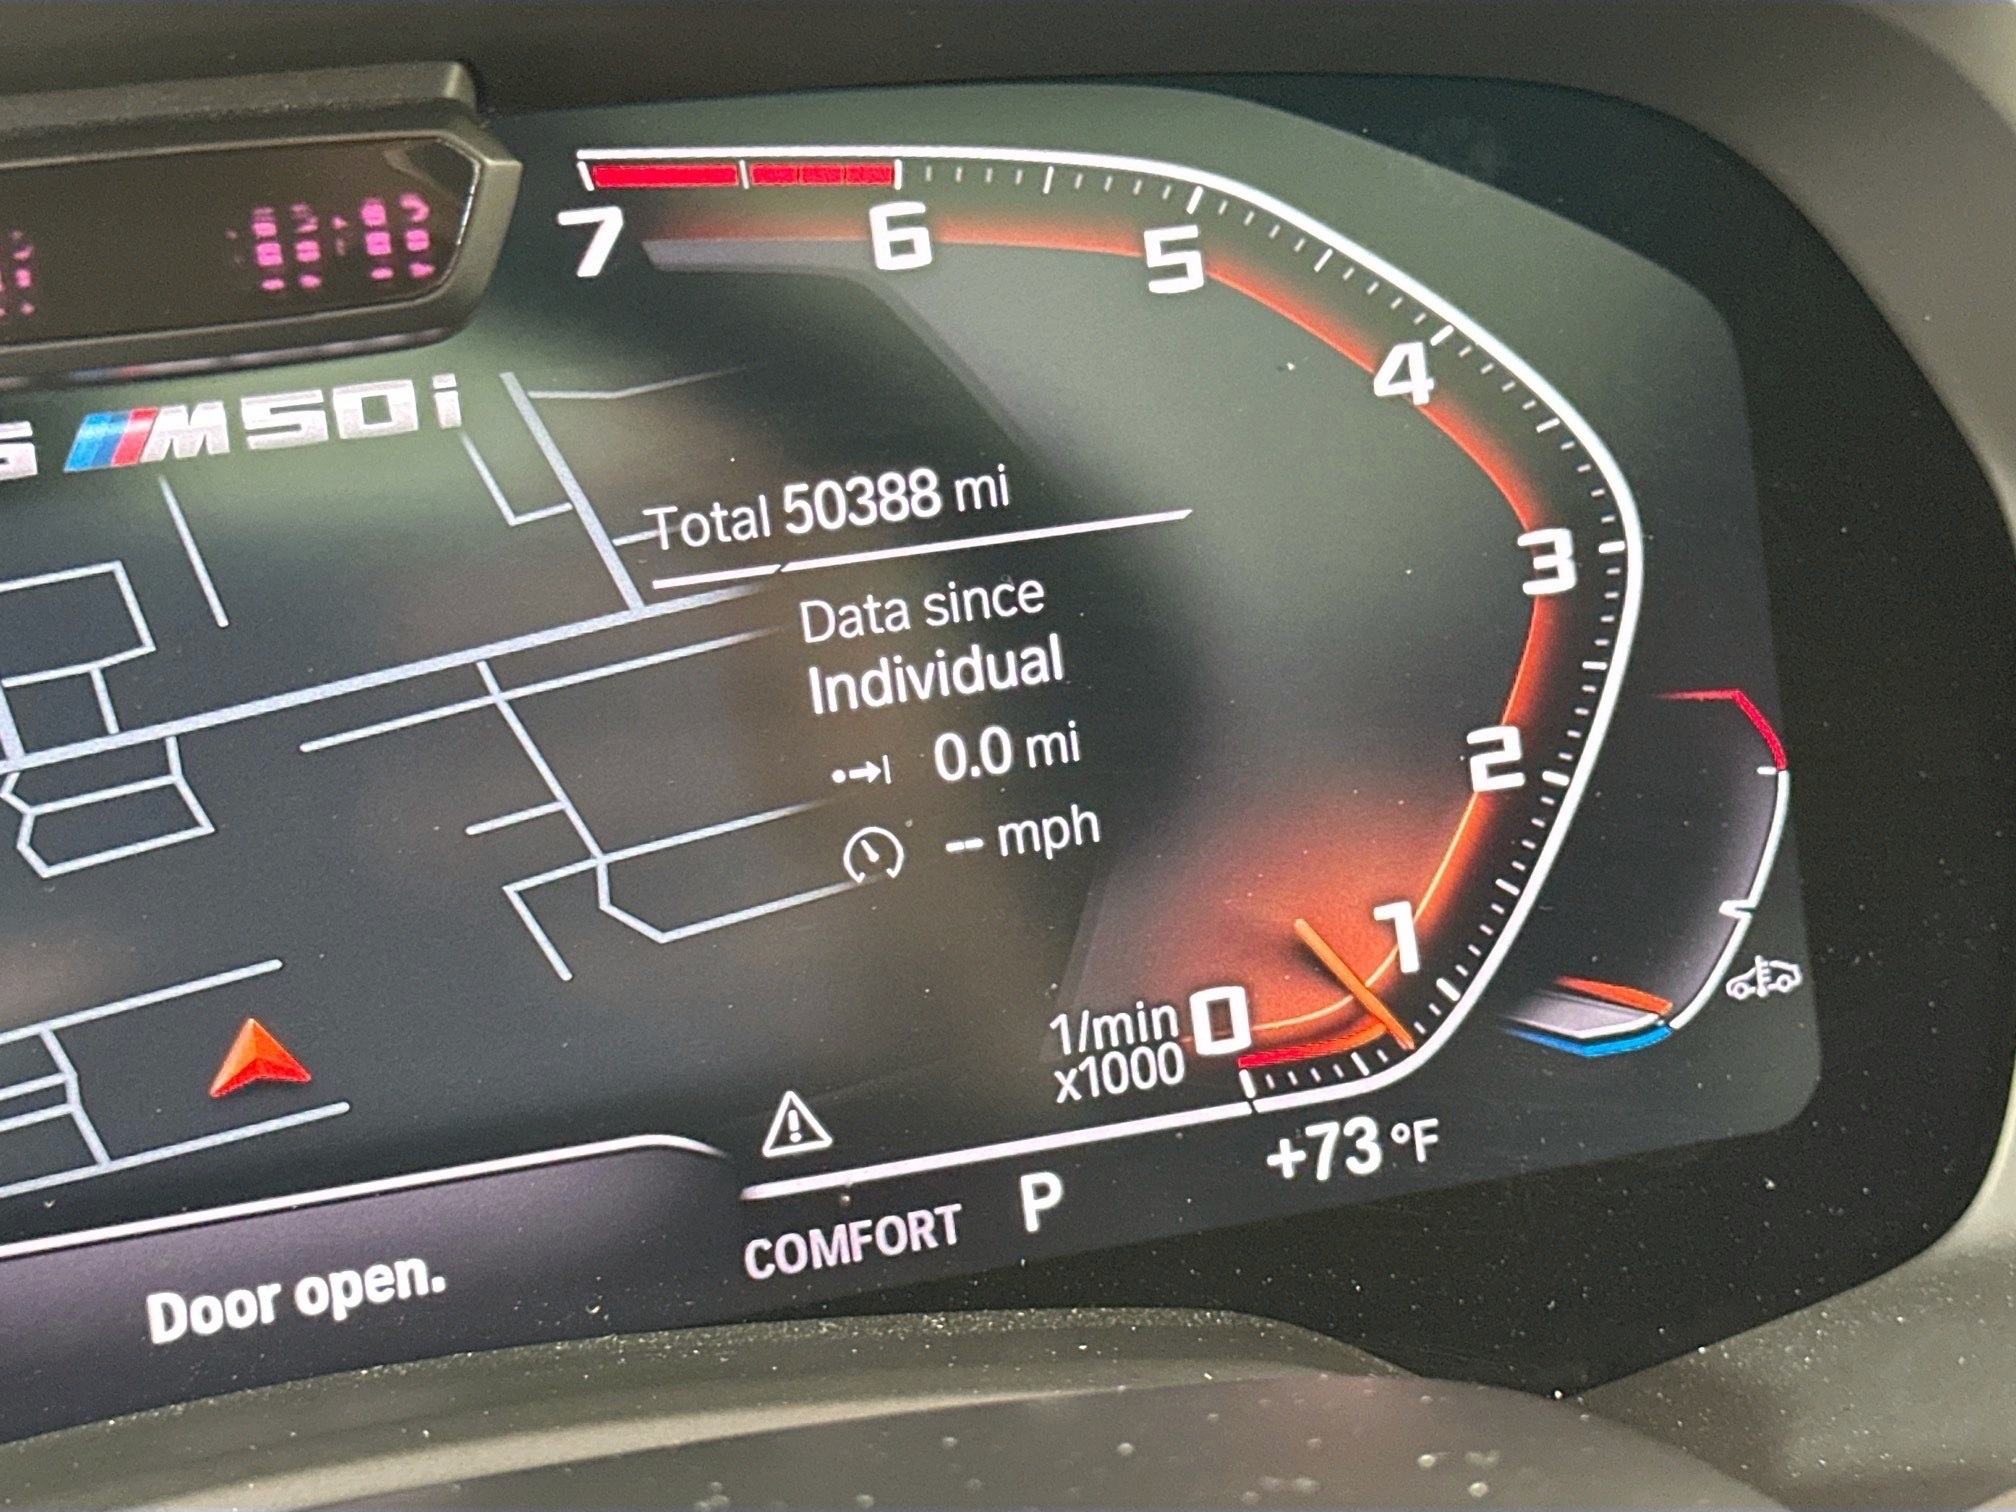 7
6
5
4
3
2
1
0
M50i
Total 50388 mi
Data since
Individual
0.0 mi
-- mph
1/min
x1000
+73 °F
COMFORT P
Door open.